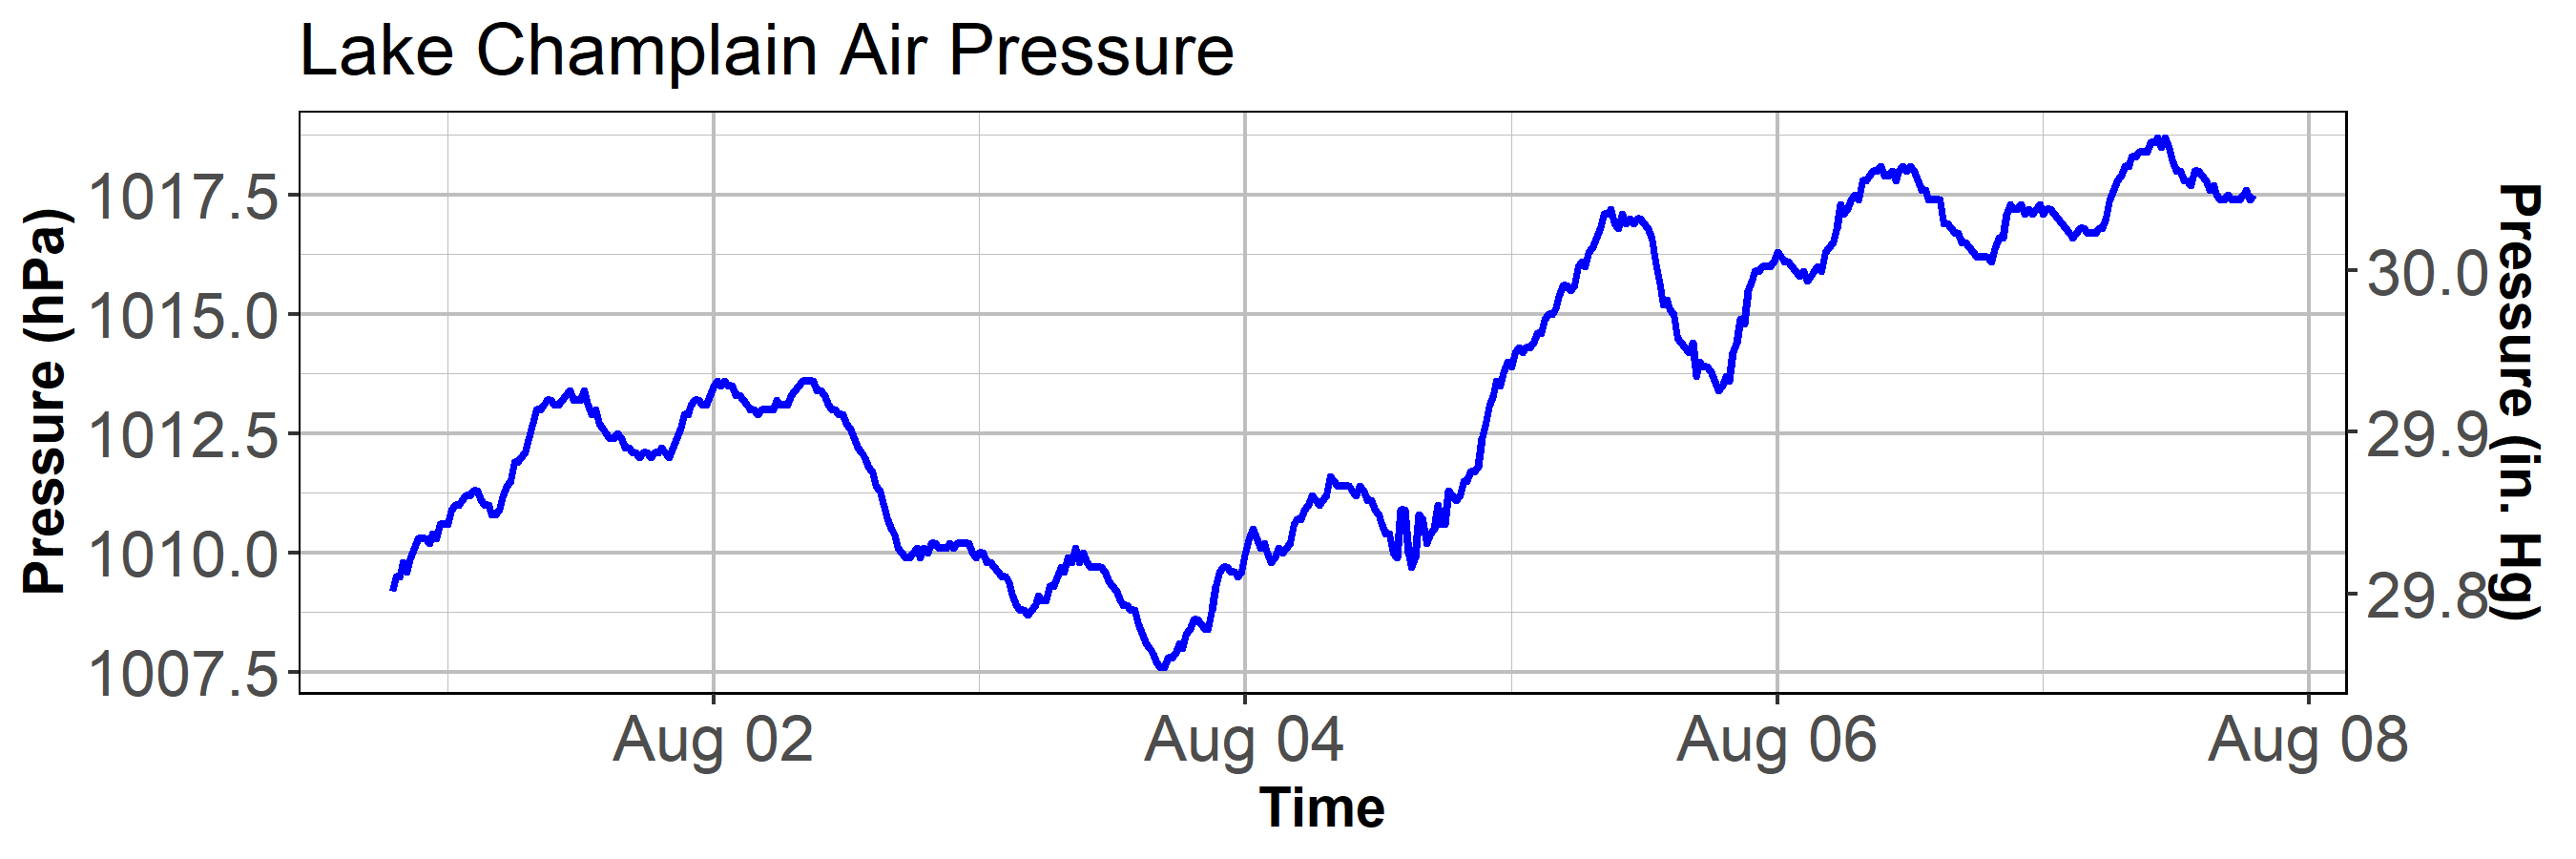 Lake Champlain Air Pressure
Pressure (hPa)
1017.5
1015.0
1012.5
1010.0
1007.5
30.0
29.9
29.8
Pressure (in. Hg)
Aug 02 Aug 04 Aug 06 Aug 08
Time